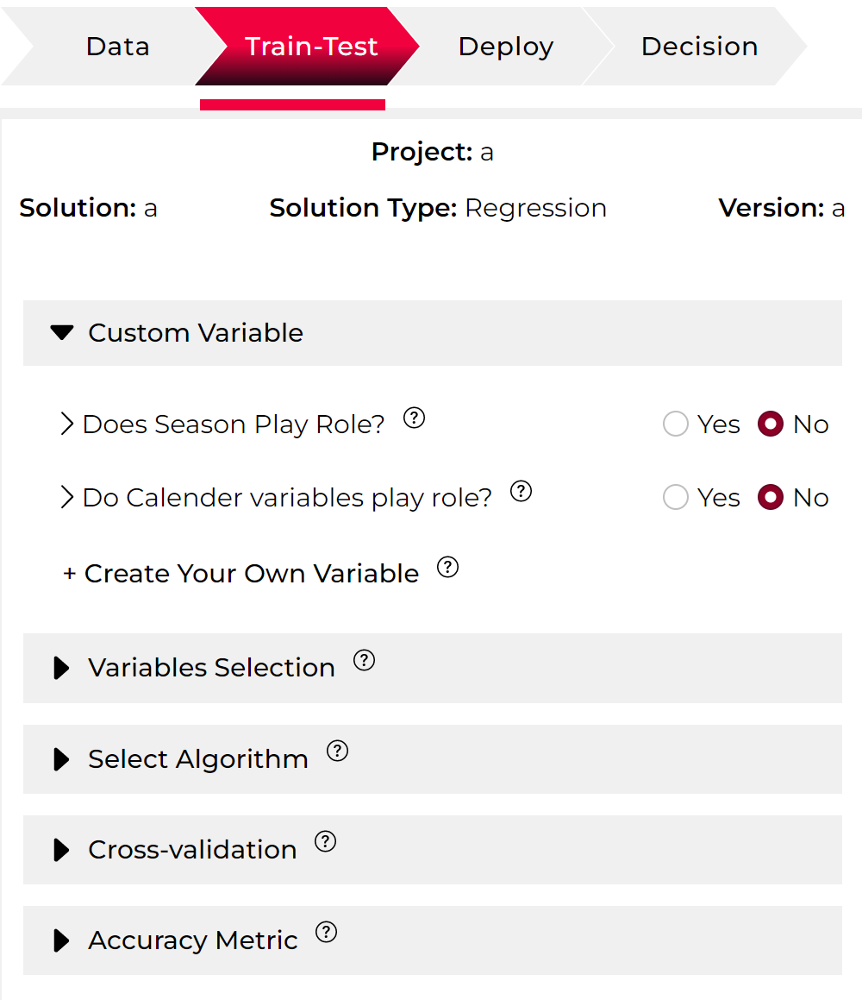 Data Train-Test Deploy Decision
Project: a
Solution: a Solution Type: Regression Version: a
Custom Variable
Does Season Play Role? ? Yes No
Do Calender variables play role? ? Yes No
+ Create Your Own Variable ?
Variables Selection ?
Select Algorithm ?
Cross-validation ?
Accuracy Metric ?